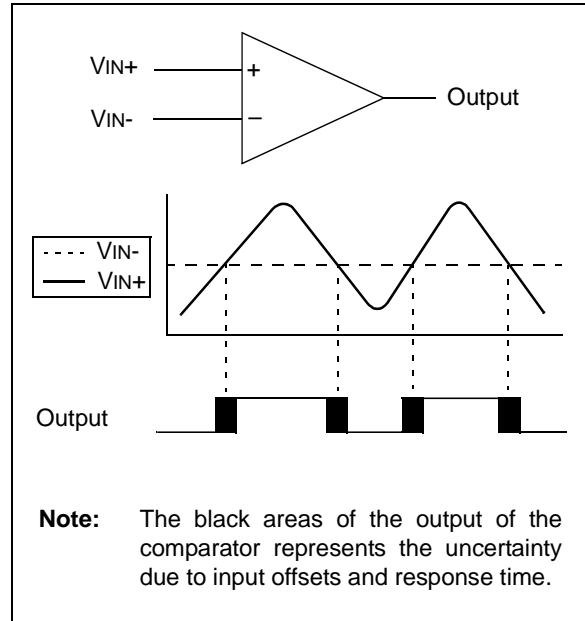 VIN+
+
Output
VIN-
–
VIN-
VIN+
Output
Note: The black areas of the output of the
comparator represents the uncertainty
due to input offsets and response time.